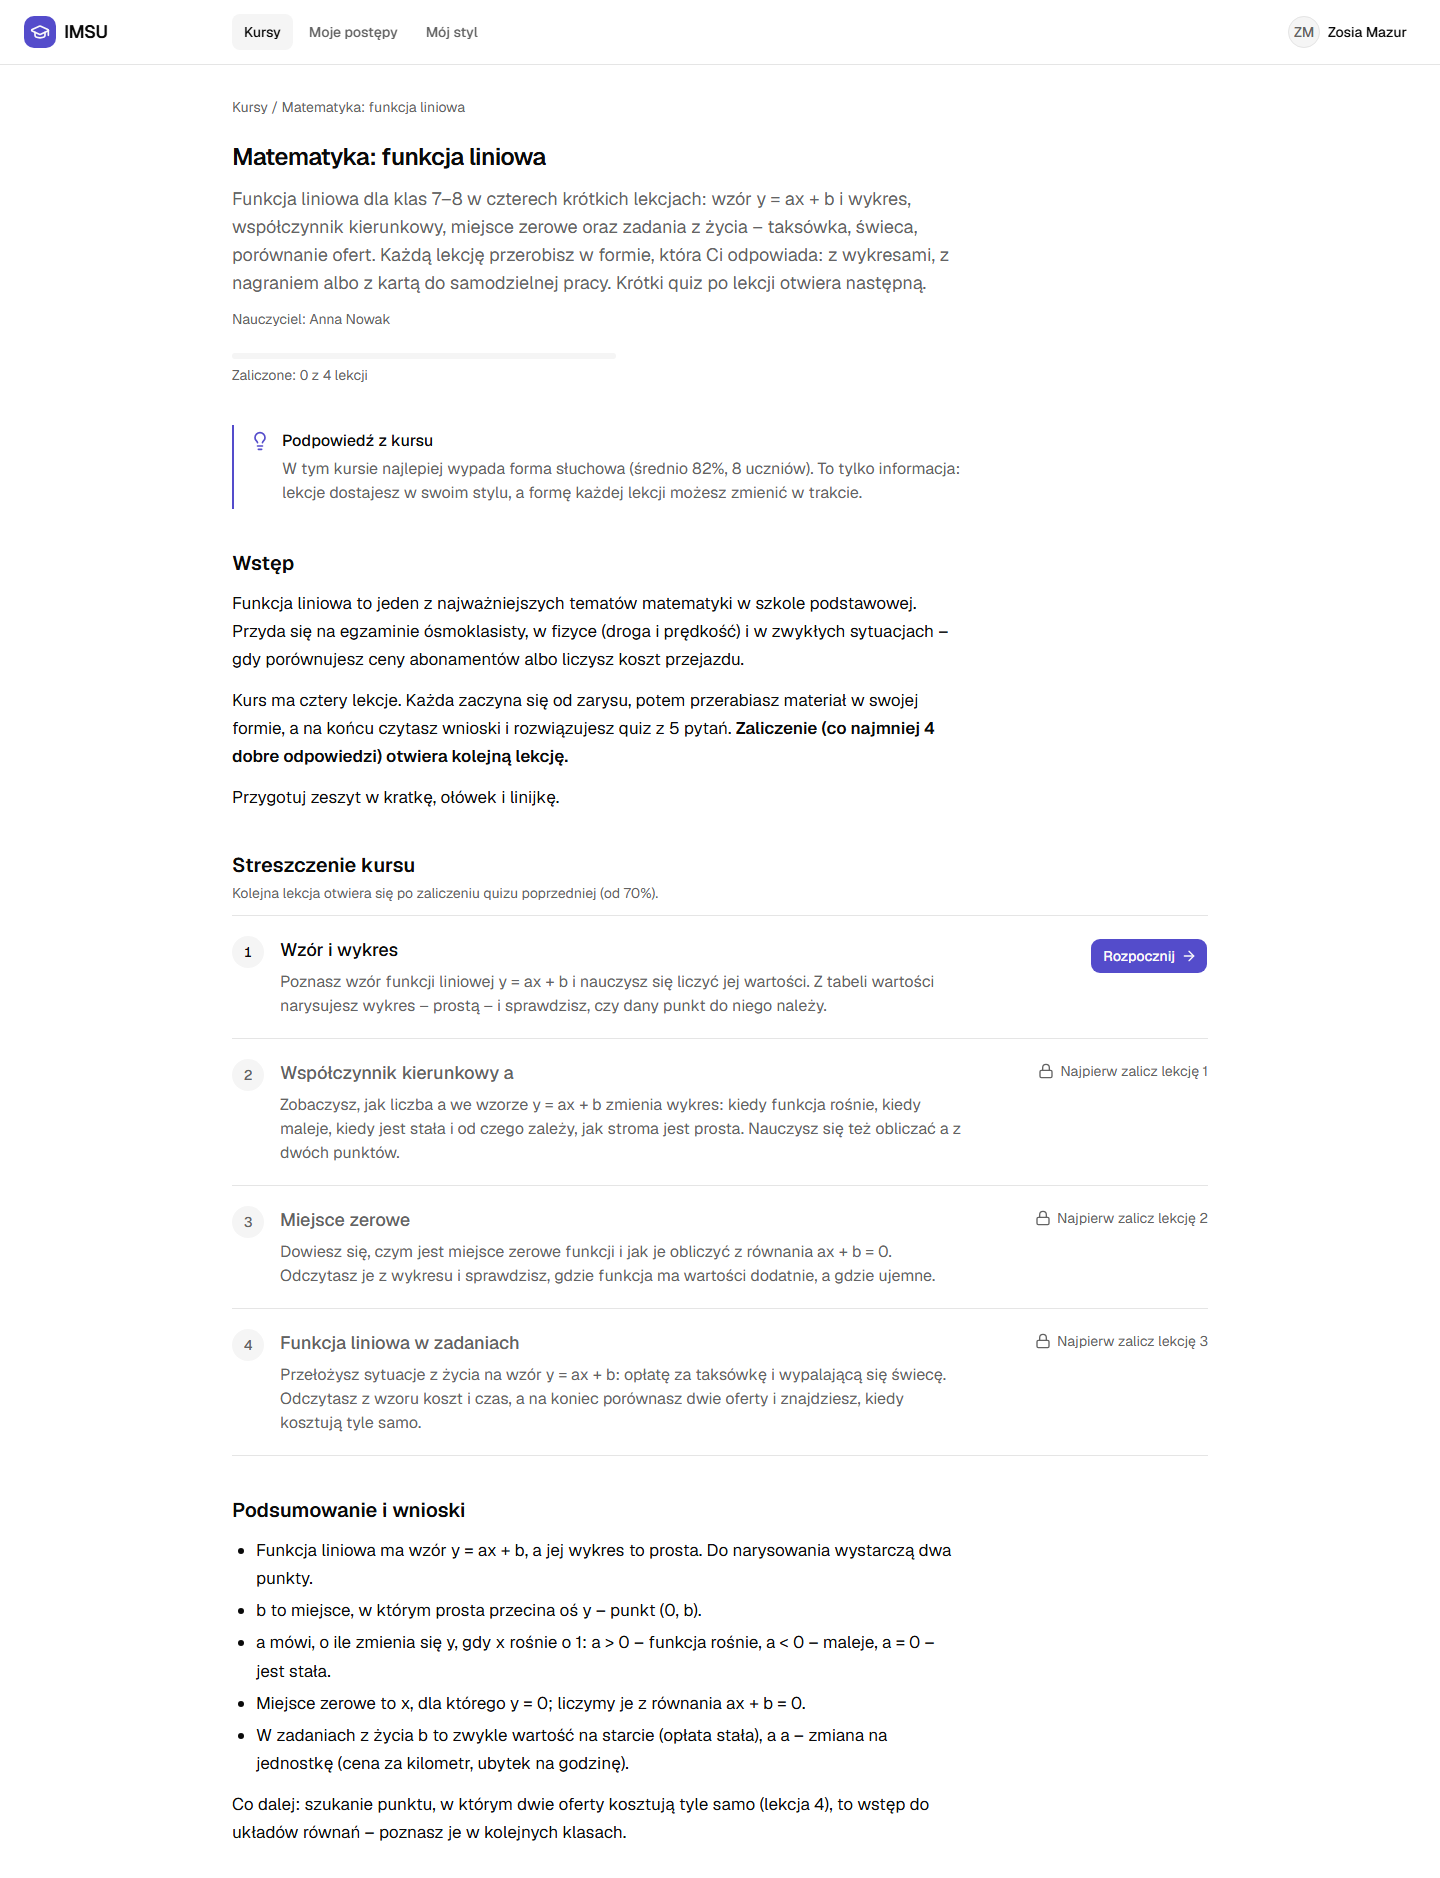 IMSU
Kursy
Moje postępy
Mój styl
ZM
Zosia Mazur
Kursy / Matematyka: funkcja liniowa
Matematyka: funkcja liniowa
Funkcja liniowa dla klas 7–8 w czterech krótkich lekcjach: wzór y = ax + b i wykres,
współczynnik kierunkowy, miejsce zerowe oraz zadania z życia – taksówka, świeca,
porównanie ofert. Każdą lekcję przerobisz w formie, która Ci odpowiada: z wykresami, z
nagraniem albo z kartą do samodzielnej pracy. Krótki quiz po lekcji otwiera następną.
Nauczyciel: Anna Nowak
Zaliczone: 0 z 4 lekcji
Podpowiedź z kursu
W tym kursie najlepiej wypada forma słuchowa (średnio 82%, 8 uczniów). To tylko informacja:
lekcje dostajesz w swoim stylu, a formę każdej lekcji możesz zmienić w trakcie.
Wstęp
Funkcja liniowa to jeden z najważniejszych tematów matematyki w szkole podstawowej.
Przyda się na egzaminie ósmoklasisty, w fizyce (droga i prędkość) i w zwykłych sytuacjach –
gdy porównujesz ceny abonamentów albo liczysz koszt przejazdu.
Kurs ma cztery lekcje. Każda zaczyna się od zarysu, potem przerabiasz materiał w swojej
formie, a na końcu czytasz wnioski i rozwiązujesz quiz z 5 pytań. Zaliczenie (co najmniej 4
dobre odpowiedzi) otwiera kolejną lekcję.
Przygotuj zeszyt w kratkę, ołówek i linijkę.
Streszczenie kursu
Kolejna lekcja otwiera się po zaliczeniu quizu poprzedniej (od 70%).
1
Wzór i wykres
Rozpocznij →
Poznasz wzór funkcji liniowej y = ax + b i nauczysz się liczyć jej wartości. Z tabeli wartości
narysujesz wykres – prostą – i sprawdzisz, czy dany punkt do niego należy.
2
Współczynnik kierunkowy a
Najpierw zalicz lekcję 1
Zobaczysz, jak liczba a we wzorze y = ax + b zmienia wykres: kiedy funkcja rośnie, kiedy
maleje, kiedy jest stała i od czego zależy, jak stroma jest prosta. Nauczysz się też obliczać a z
dwóch punktów.
3
Miejsce zerowe
Najpierw zalicz lekcję 2
Dowiesz się, czym jest miejsce zerowe funkcji i jak je obliczyć z równania ax + b = 0.
Odczytasz je z wykresu i sprawdzisz, gdzie funkcja ma wartości dodatnie, a gdzie ujemne.
4
Funkcja liniowa w zadaniach
Najpierw zalicz lekcję 3
Przełożysz sytuacje z życia na wzór y = ax + b: opłatę za taksówkę i wypalającą się świecę.
Odczytasz z wzoru koszt i czas, a na koniec porównasz dwie oferty i znajdziesz, kiedy
kosztują tyle samo.
Podsumowanie i wnioski
• Funkcja liniowa ma wzór y = ax + b, a jej wykres to prosta. Do narysowania wystarczą dwa
punkty.
• b to miejsce, w którym prosta przecina oś y – punkt (0, b).
• a mówi, o ile zmienia się y, gdy x rośnie o 1: a > 0 – funkcja rośnie, a < 0 – maleje, a = 0 –
jest stała.
• Miejsce zerowe to x, dla którego y = 0; liczymy je z równania ax + b = 0.
• W zadaniach z życia b to zwykle wartość na starcie (opłata stała), a a – zmiana na
jednostkę (cena za kilometr, ubytek na godzinę).
Co dalej: szukanie punktu, w którym dwie oferty kosztują tyle samo (lekcja 4), to wstęp do
układów równań – poznasz je w kolejnych klasach.